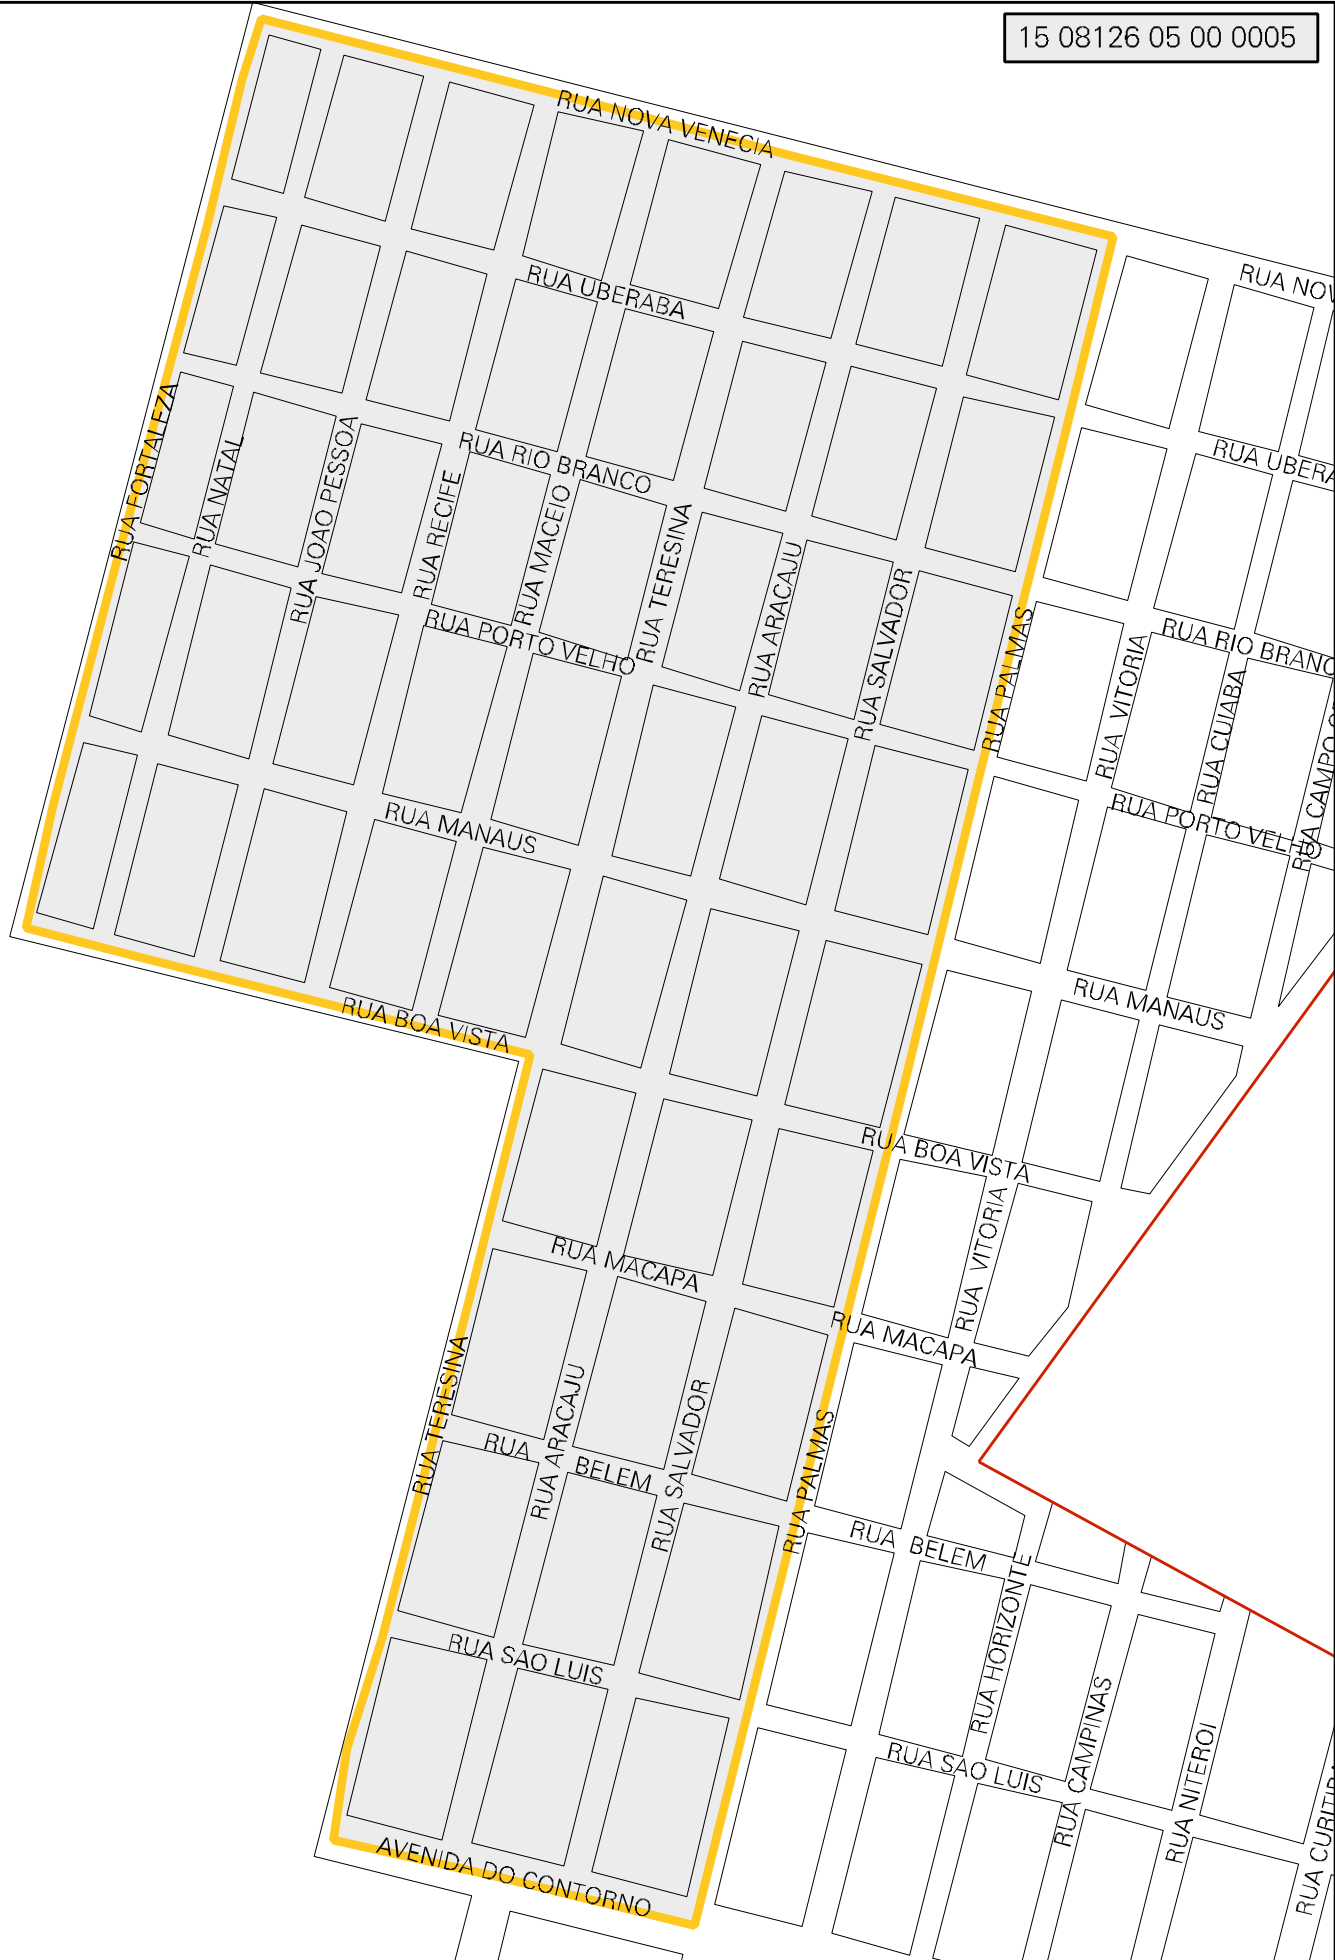 15 08126 05 00 0005
RUA NOVA VENECIA
RUA UBERABA
RUA NOV
RUA UBERA
RUA FORTALEZA
RUA NATAL
RUA JOAO PESSOA
RUA RECIFE
RUA RIO BRANCO
RUA MACEIO
RUA TERESINA
RUA ARACAJU
RUA SALVADOR
RUA PALMAS
RUA VITORIA
RUA RIO BRANC
RUA CUIABA
RUA CAMPO
RUA PORTO VELHO
RUA PORTO VELHO
RUA MANAUS
RUA MANAUS
RUA BOA VISTA
RUA BOA VISTA
RUA VITORIA
RUA MACAPA
RUA MACAPA
RUA TERESINA
RUA ARACAJU
RUA SALVADOR
RUA PALMAS
RUA BELEM
RUA BELEM
RUA HORIZONTE
RUA SAO LUIS
RUA SAO LUIS
RUA CAMPINAS
RUA NITEROI
RUA CURITIB
AVENIDA DO CONTORNO